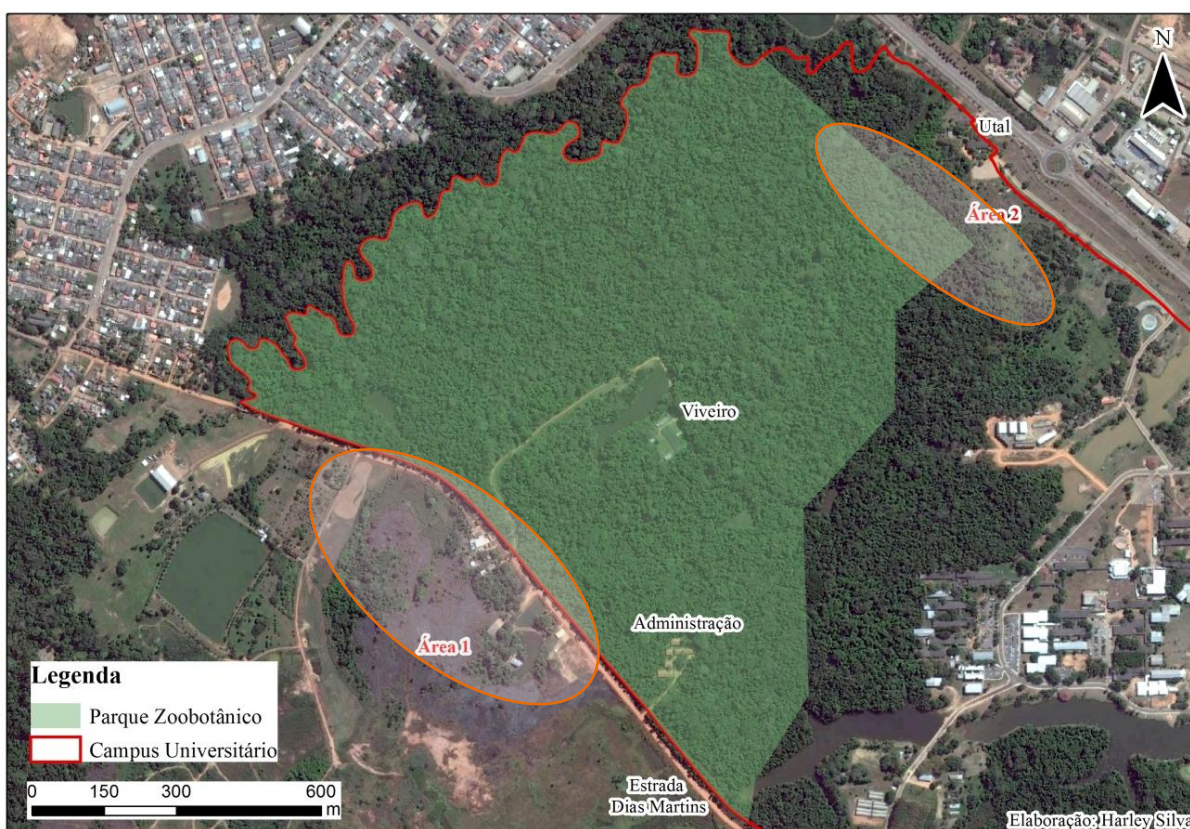 N
Utal
Área 2
Viveiro
Administração
Área 1
Legenda
Parque Zoobotânico
Campus Universitário
0 150 300 600
m
Estrada
Dias Martins
Elaboração: Harley Silva